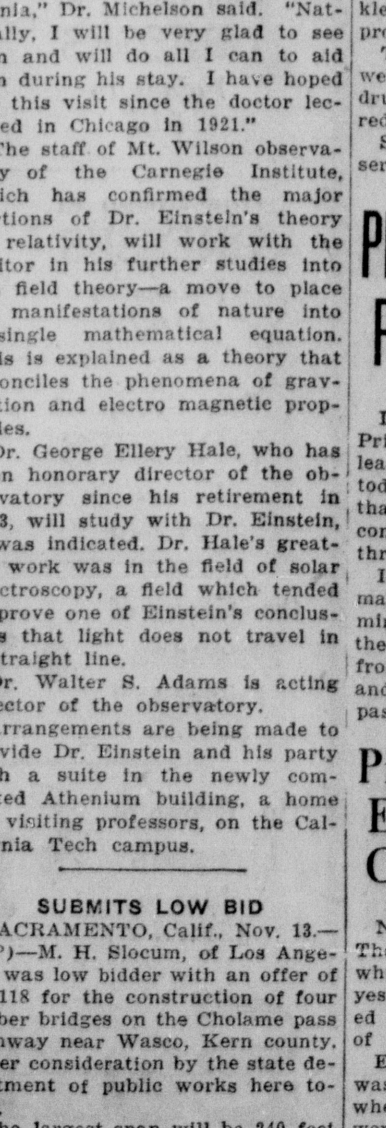 nia," Dr. Michelson said. "Nat-
ally, I will be very glad to see
n and will do all I can to aid
n during his stay. I have hoped
this visit since the doctor lec-
ed in Chicago in 1921."
The staff of Mt. Wilson observa-
y of the Carnegie Institute,
ich has confirmed the major
tions of Dr. Einstein's theory
relativity, will work with the
itor in his further studies into
field theory—a move to place
manifestations of nature into
single mathematical equation.
is is explained as a theory that
onciles the phenomena of grav-
tion and electro magnetic prop-
ies.
Dr. George Ellery Hale, who has
n honorary director of the ob-
vatory since his retirement in
3, will study with Dr. Einstein,
was indicated. Dr. Hale's great-
work was in the field of solar
ctroscopy, a field which tended
prove one of Einstein's conclus-
s that light does not travel in
traight line.
Dr. Walter S. Adams is acting
ector of the observatory.
rrangements are being made to
vide Dr. Einstein and his party
h a suite in the newly com-
ted Athenium building, a home
visiting professors, on the Cal-
nia Tech campus.
SUBMITS LOW BID
ACRAMENTO, Calif., Nov. 13.—
P)—M. H. Slocum, of Los Ange-
was low bidder with an offer of
118 for the construction of four
ber bridges on the Cholame pass
hway near Wasco, Kern county.
er consideration by the state de-
tment of public works here to-